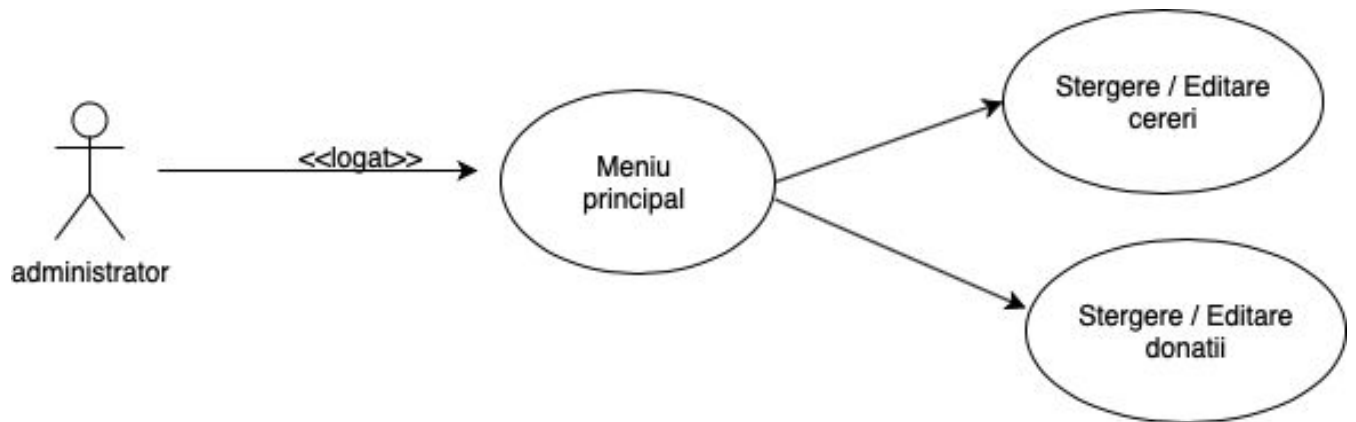 administrator
<<logat>>
Meniu
principal
Stergere / Editare
cereri
Stergere / Editare
donatii